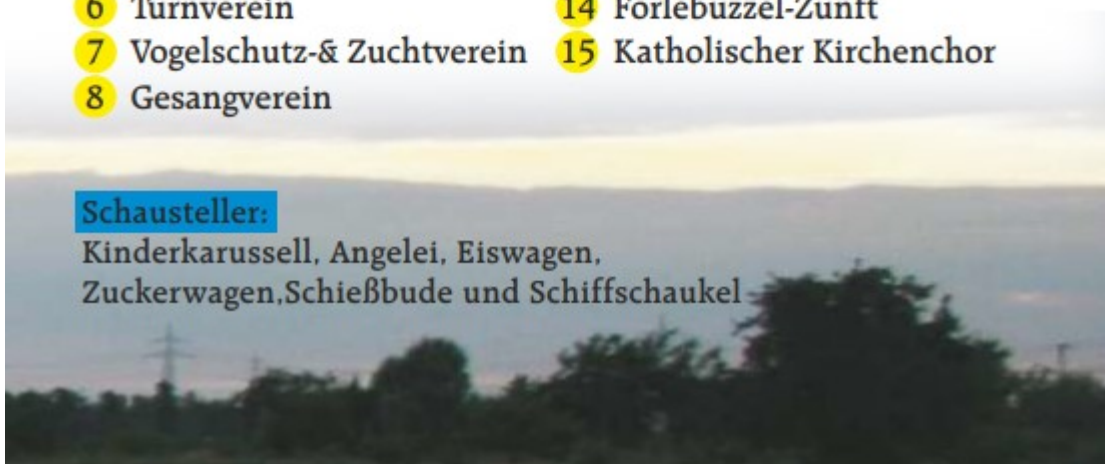 6 Turnverein
7 Vogelschutz-& Zuchtverein
8 Gesangverein
14 Forlebuzzel-Zunft
15 Katholischer Kirchenchor
Schausteller:
Kinderkarussell, Angelei, Eiswagen,
Zuckerwagen,Schießbude und Schiffschaukel